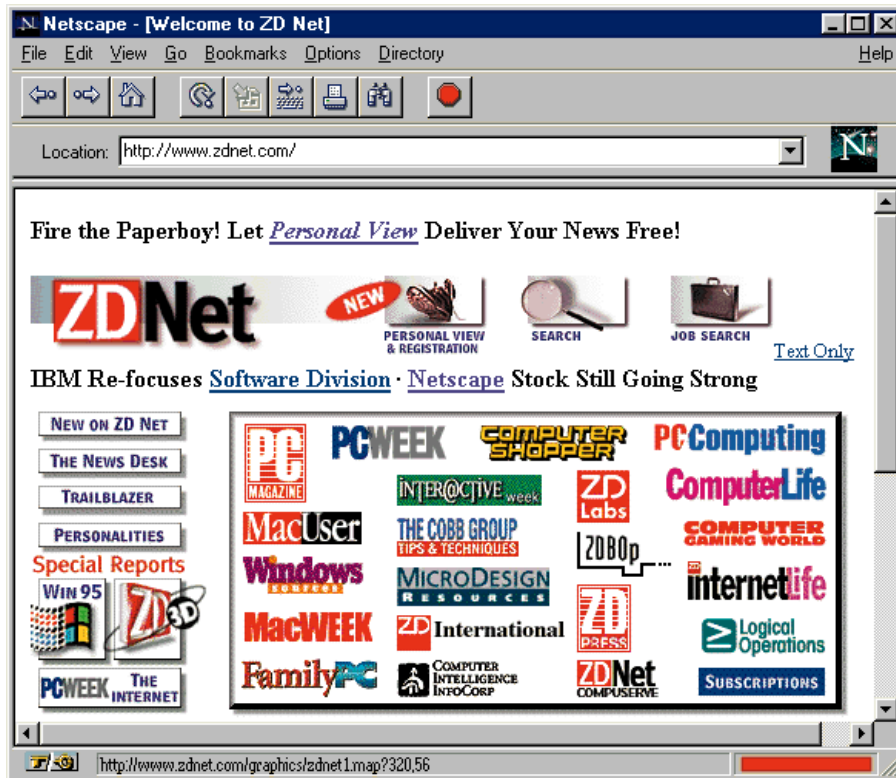 Netscape - [Welcome to ZD Net]
File Edit View Go Bookmarks Options Directory Help
Location: http://www.zdnet.com/
N
Fire the Paperboy! Let Personal View Deliver Your News Free!
ZDNet
NEW
PERSONAL VIEW
& REGISTRATION
SEARCH
JOB SEARCH
Text Only
IBM Re-focuses Software Division · Netscape Stock Still Going Strong
NEW ON ZD NET
THE NEWS DESK
TRAILBLAZER
PERSONALITIES
Special Reports
WIN 95
ZD 3D
PCWEEK THE INTERNET
PC MAGAZINE
PCWEEK
COMPUTER SHOPPER
PCComputing
INTER@CTIVE week
ZD Labs
ComputerLife
MacUser
THE COBB GROUP
TIPS & TECHNIQUES
ZDBOp
COMPUTER
GAMING WORLD
Windows
SOURCES
MICRODESIGN
RESOURCES
ZD internetlife
MacWEEK
ZD International
ZD PRESS
Logical
Operations
FamilyPC
COMPUTER
INTELLIGENCE
INFOCORP
ZDNet
COMPUSERVE
SUBSCRIPTIONS
http://www.zdnet.com/graphics/zdnet1.map?320,56